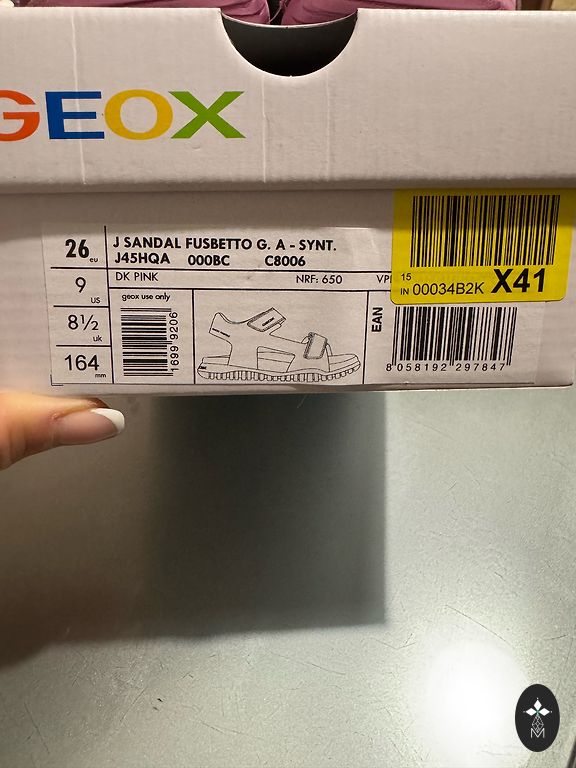 GEOX
26 eu
9 US
8½ uk
164 mm
J SANDAL FUSBETTO G. A - SYNT.
J45HQA 000BC C8006
DK PINK NRF: 650
geox use only
1699 9206
EAN
8 058192 297847
15
IN 00034B2K X41
M